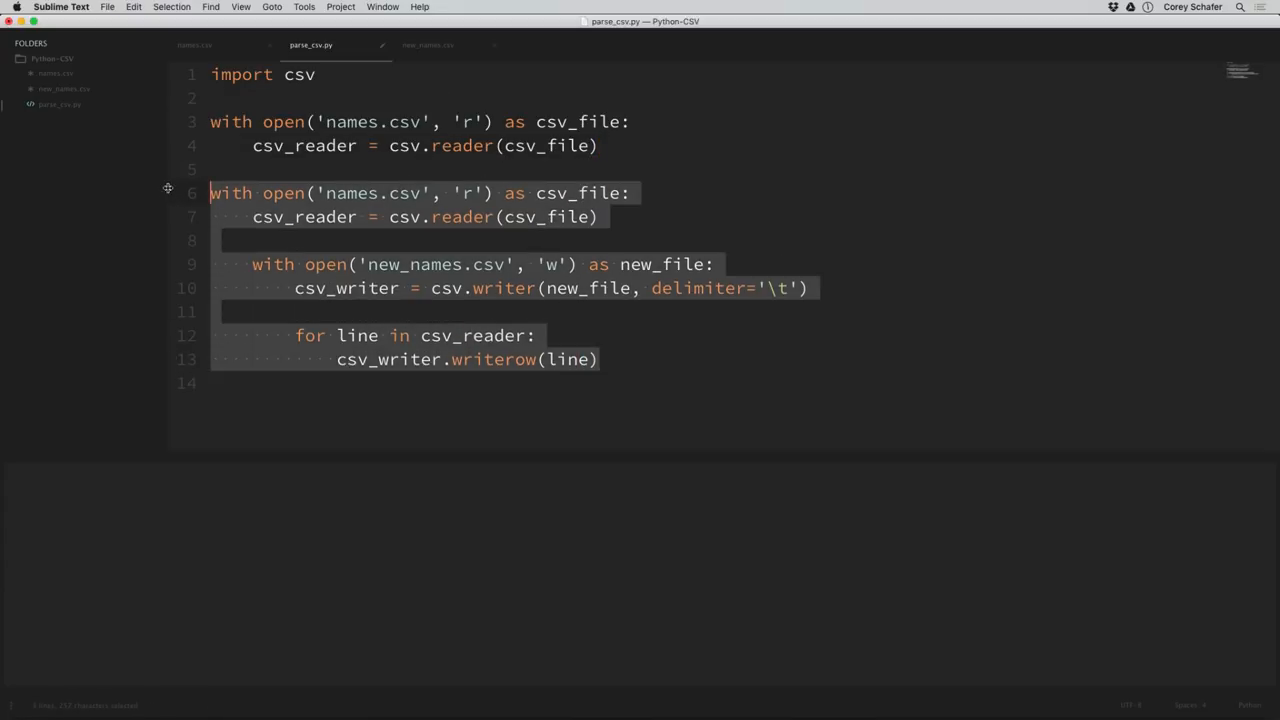 Sublime Text File Edit Selection Find View Goto Tools Project Window Help Corey Schafer
parse_csv.py — Python-CSV
FOLDERS
Python-CSV
names.csv
new_names.csv
parse_csv.py
names.csv parse_csv.py new_names.csv
1 import csv
2
3 with open('names.csv', 'r') as csv_file:
4 csv_reader = csv.reader(csv_file)
5
6 with open('names.csv', 'r') as csv_file:
7 csv_reader = csv.reader(csv_file)
8
9 with open('new_names.csv', 'w') as new_file:
10 csv_writer = csv.writer(new_file, delimiter='\t')
11
12 for line in csv_reader:
13 csv_writer.writerow(line)
14
lines, 257 characters selected UTF-8 Spaces: 4 Python